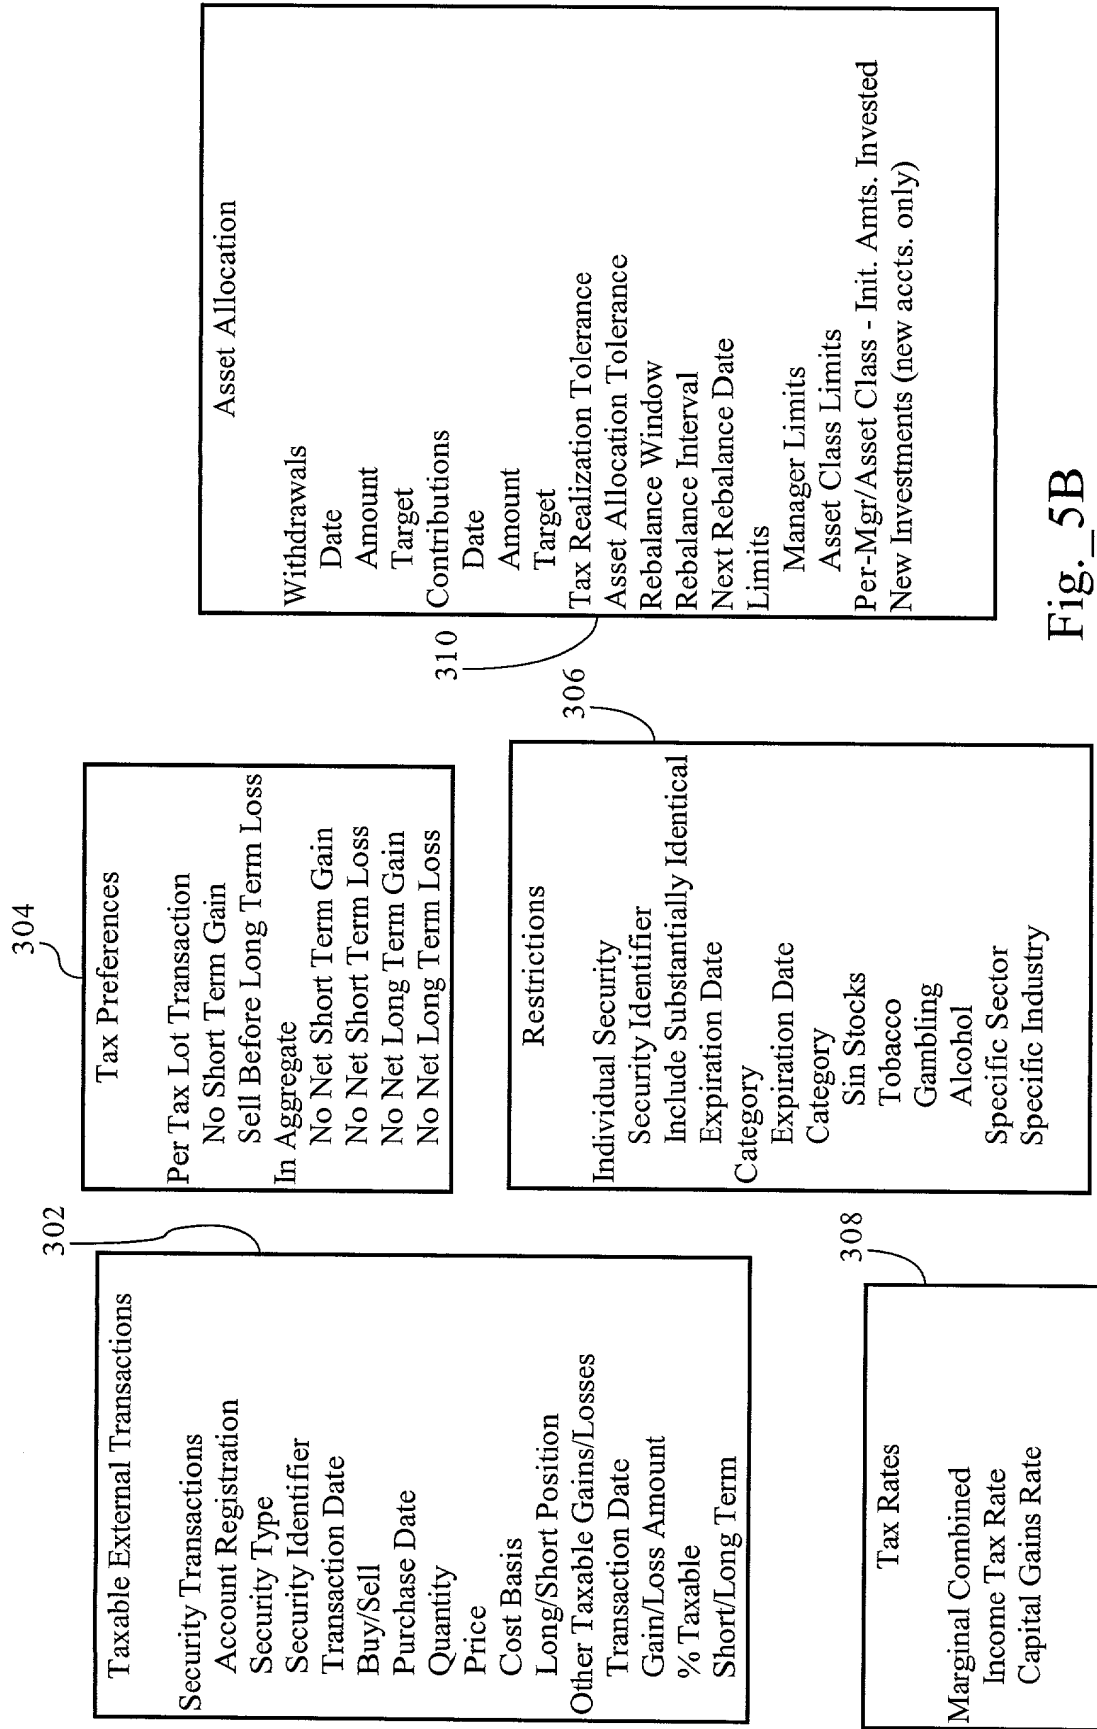 302
Taxable External Transactions
Security Transactions
Account Registration
Security Type
Security Identifier
Transaction Date
Buy/Sell
Purchase Date
Quantity
Price
Cost Basis
Long/Short Position
Other Taxable Gains/Losses
Transaction Date
Gain/Loss Amount
% Taxable
Short/Long Term
304
Tax Preferences
Per Tax Lot Transaction
No Short Term Gain
Sell Before Long Term Loss
In Aggregate
No Net Short Term Gain
No Net Short Term Loss
No Net Long Term Gain
No Net Long Term Loss
306
Restrictions
Individual Security
Security Identifier
Include Substantially Identical
Expiration Date
Category
Expiration Date
Category
Sin Stocks
Tobacco
Gambling
Alcohol
Specific Sector
Specific Industry
308
Tax Rates
Marginal Combined
Income Tax Rate
Capital Gains Rate
310
Asset Allocation
Withdrawals
Date
Amount
Target
Contributions
Date
Amount
Target
Tax Realization Tolerance
Asset Allocation Tolerance
Rebalance Window
Rebalance Interval
Next Rebalance Date
Limits
Manager Limits
Asset Class Limits
Per-Mgr/Asset Class - Init. Amts. Invested
New Investments (new accts. only)
Fig._5B